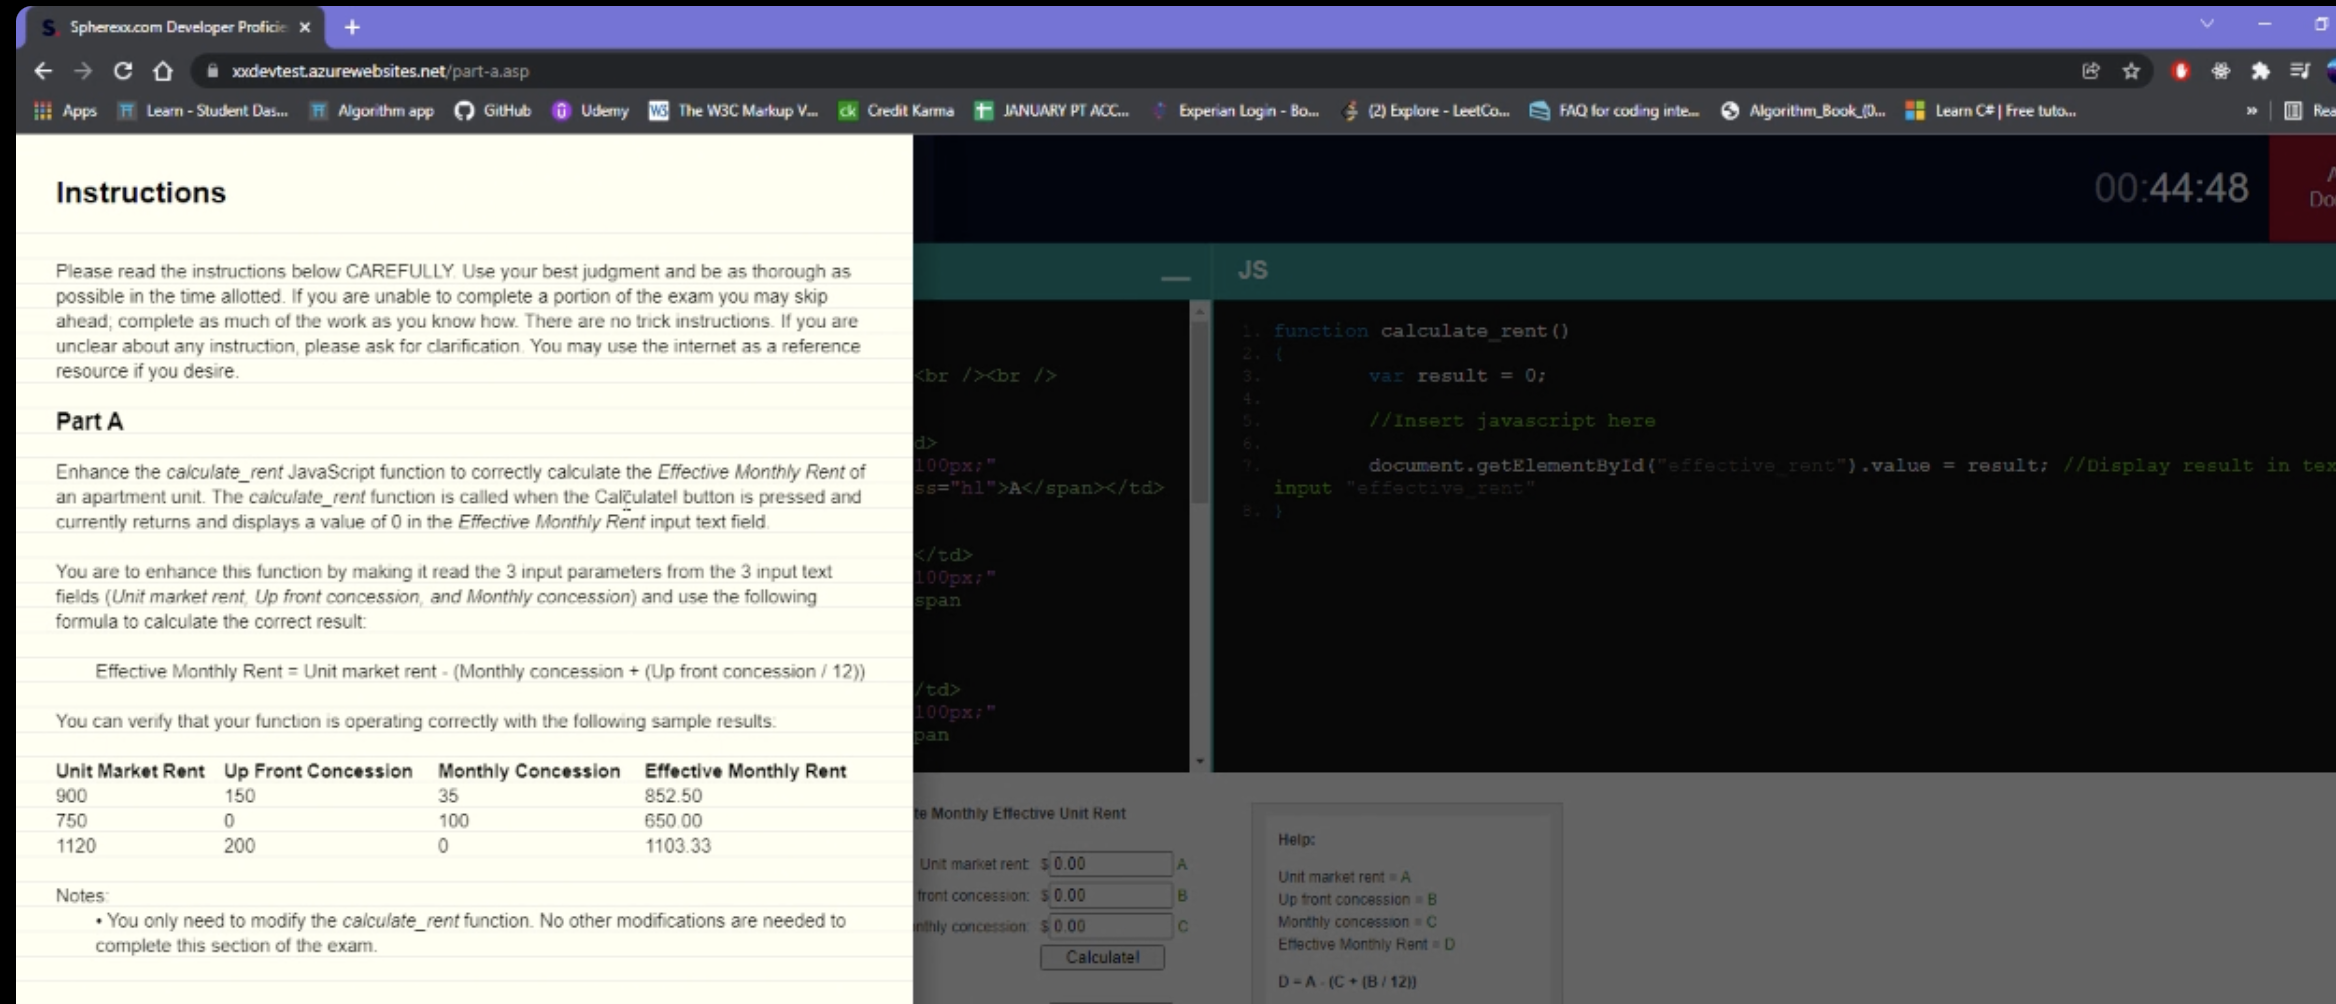 Spherexx.com Developer Proficie
xxdevtest.azurewebsites.net/part-a.asp
Apps Learn - Student Das... Algorithm app GitHub Udemy The W3C Markup V... ck Credit Karma JANUARY PT ACC... Experian Login - Bo... (2) Explore - LeetCo... FAQ for coding inte... Algorithm_Book_(0... Learn C# | Free tuto... » Rea
Instructions
Please read the instructions below CAREFULLY. Use your best judgment and be as thorough as
possible in the time allotted. If you are unable to complete a portion of the exam you may skip
ahead; complete as much of the work as you know how. There are no trick instructions. If you are
unclear about any instruction, please ask for clarification. You may use the internet as a reference
resource if you desire.
Part A
Enhance the calculate_rent JavaScript function to correctly calculate the Effective Monthly Rent of
an apartment unit. The calculate_rent function is called when the Calculate! button is pressed and
currently returns and displays a value of 0 in the Effective Monthly Rent input text field.
You are to enhance this function by making it read the 3 input parameters from the 3 input text
fields (Unit market rent, Up front concession, and Monthly concession) and use the following
formula to calculate the correct result:
Effective Monthly Rent = Unit market rent - (Monthly concession + (Up front concession / 12))
You can verify that your function is operating correctly with the following sample results:
Unit Market Rent Up Front Concession Monthly Concession Effective Monthly Rent
900 150 35 852.50
750 0 100 650.00
1120 200 0 1103.33
Notes:
• You only need to modify the calculate_rent function. No other modifications are needed to
complete this section of the exam.
00:44:48
Do
<br /><br />
d>
100px;"
ss="hl">A</span></td>
</td>
100px;"
span
/td>
100px;"
pan
JS
1. function calculate_rent()
2. {
3. var result = 0;
4.
5. //Insert javascript here
6.
7. document.getElementById("effective_rent").value = result; //Display result in tex
input "effective_rent"
8. }
te Monthly Effective Unit Rent
Unit market rent: $ 0.00 A
front concession: $ 0.00 B
nthly concession: $ 0.00 C
Calculate!
Help:
Unit market rent = A
Up front concession = B
Monthly concession = C
Effective Monthly Rent = D
D = A - (C + (B / 12))